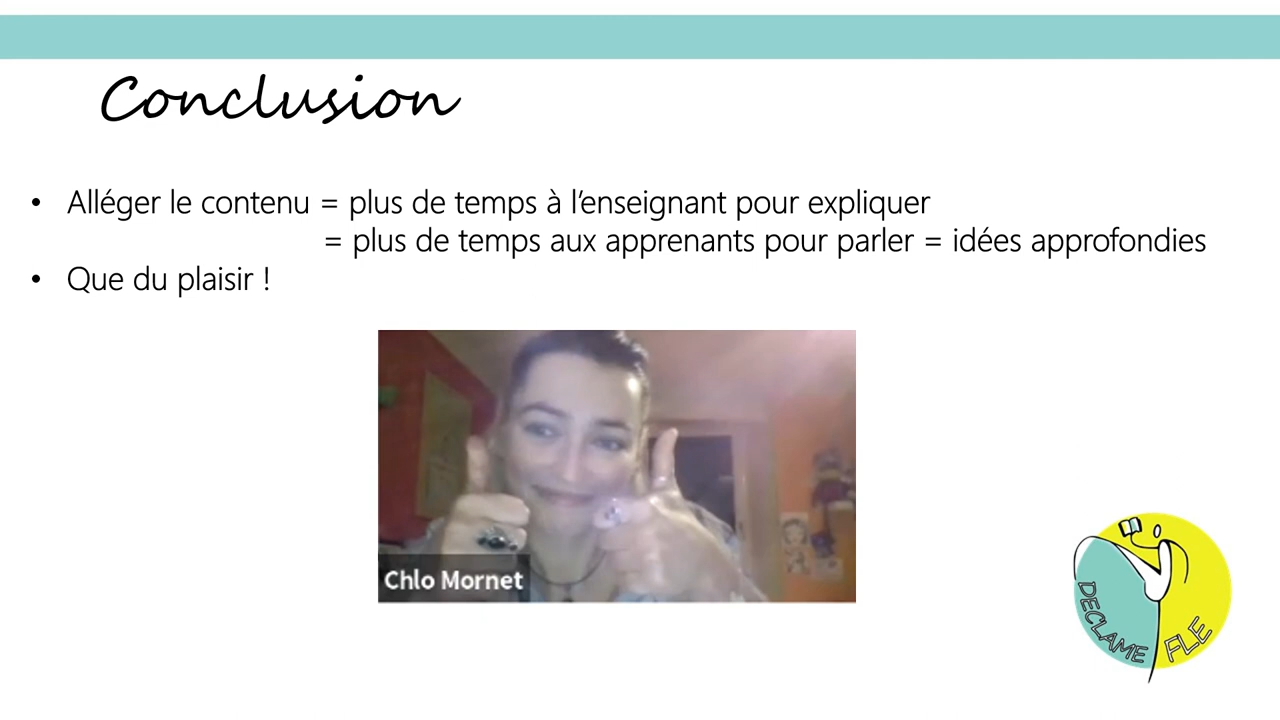 Conclusion
• Alléger le contenu = plus de temps à l’enseignant pour expliquer
= plus de temps aux apprenants pour parler = idées approfondies
• Que du plaisir !
Chlo Mornet
DECLAME FLE